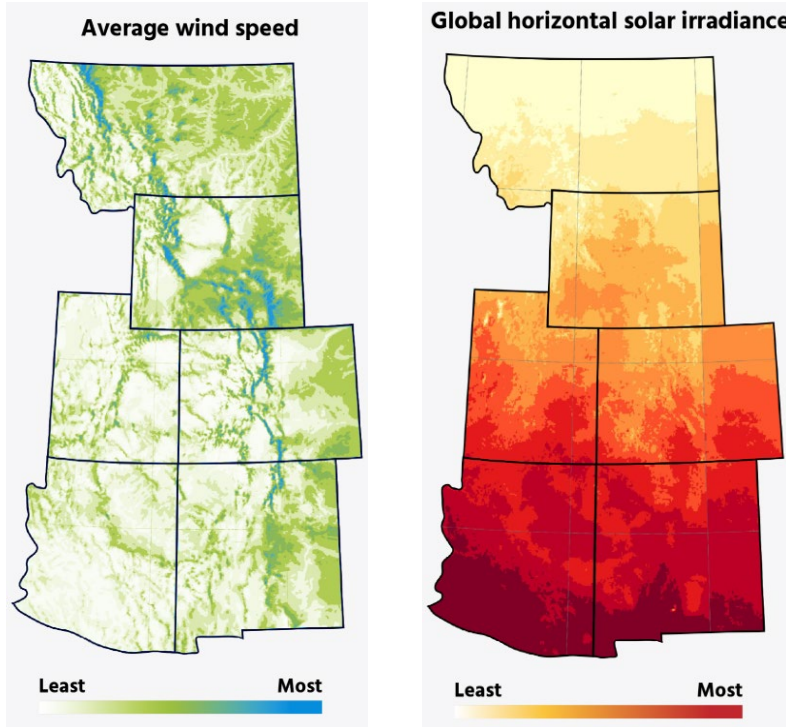 Average wind speed
Global horizontal solar irradiance
Least
Most
Least
Most